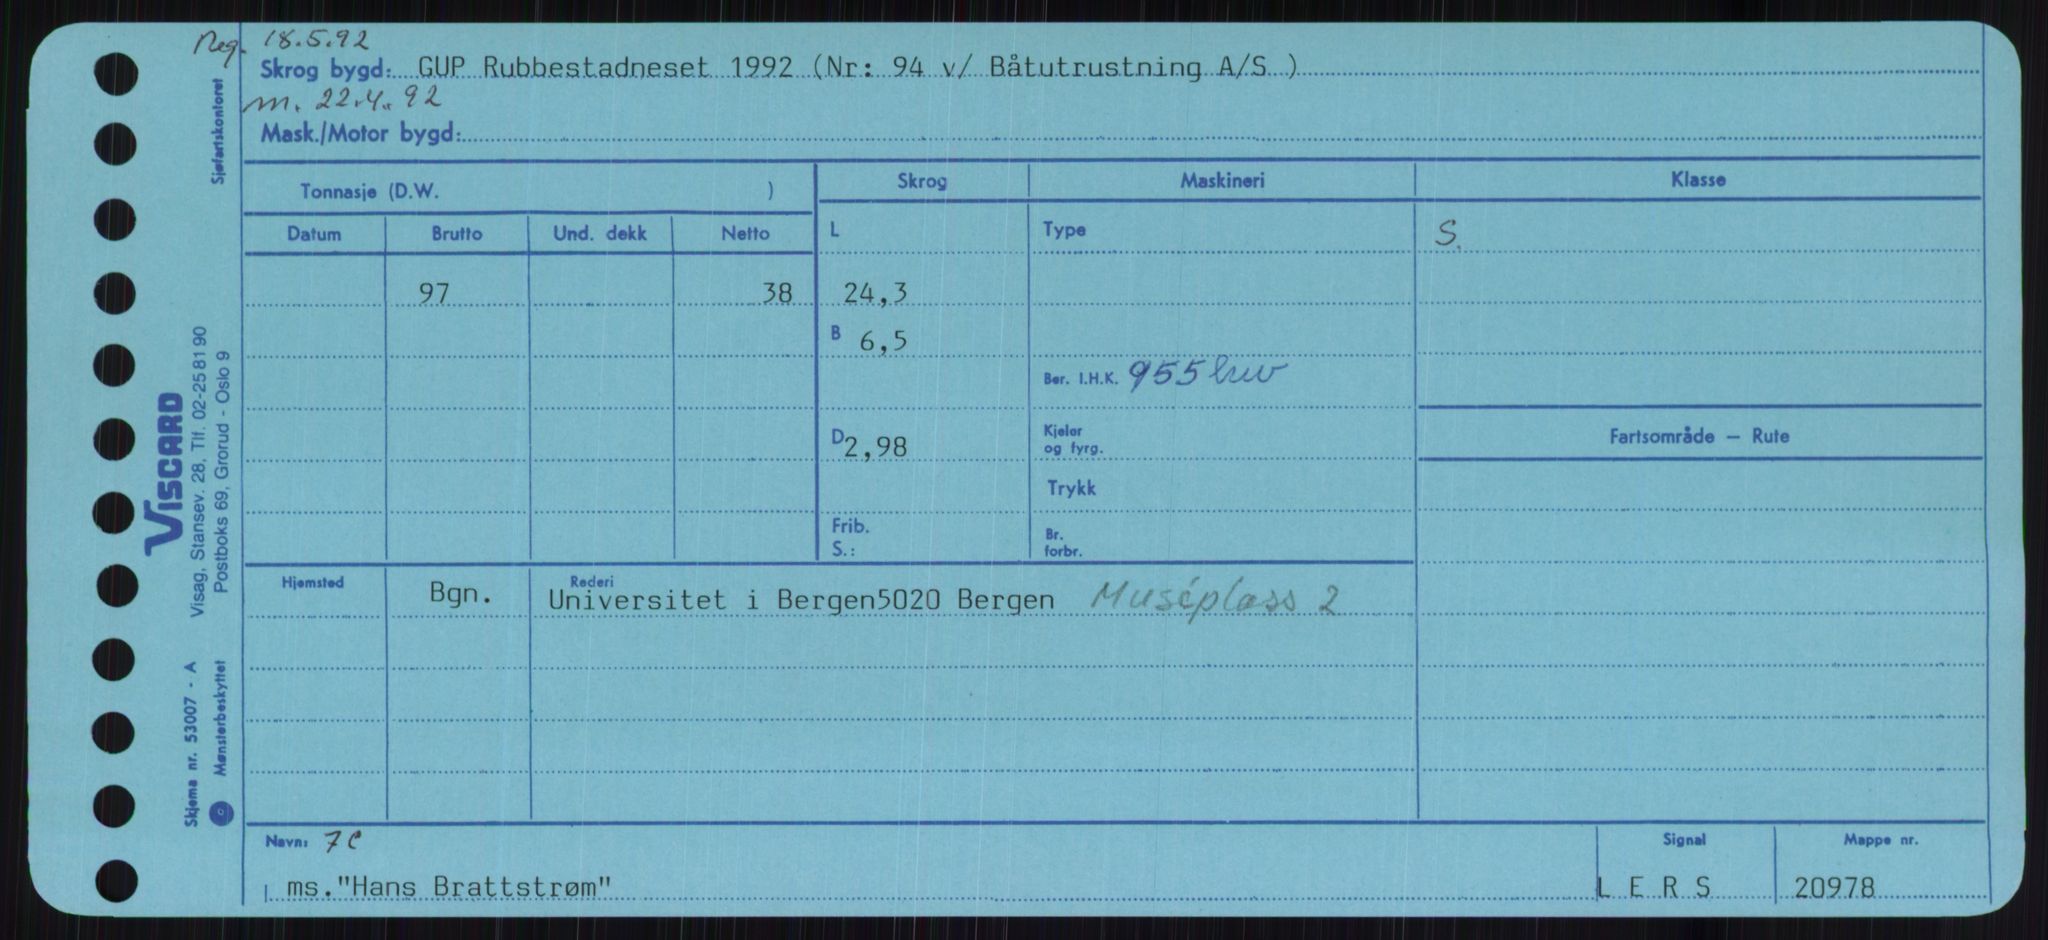 Reg. 18.5.92
Skrog bygd: GUP Rubbestadneset 1992 (Nr: 94 v/ Båtutrustning A/S )
m. 22.4.92
Mask./Motor bygd:
Tonnasje (D.W. )
Skrog
Maskineri
Klasse
Datum
Brutto
Und. dekk
Netto
L
Type
S.
97
38
24,3
B 6,5
Ber. I.H.K. 955 kw
D 2,98
Kjeler
og fyrg.
Fartsområde — Rute
Trykk
Frib.
S.:
Br.
forbr.
Hjemsted
Bgn.
Rederi
Universitet i Bergen5020 Bergen Muséplass 2
Navn: 7C
ms."Hans Brattstrøm"
Signal
L E R S
Mappe nr.
20978
Sjøfartskontoret
VISCARD
Visag, Stansev. 28, Tlf. 02-25 81 90
Postboks 69, Grorud - Oslo 9
Skjema nr. 53007 - A
Mønsterbeskyttet